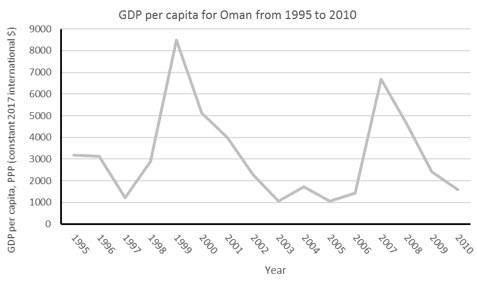 GDP per capita for Oman from 1995 to 2010
GDP per capita, PPP (constant 2017 international $)
9000
8000
7000
6000
5000
4000
3000
2000
1000
0
1995 1996 1997 1998 1999 2000 2001 2002 2003 2004 2005 2006 2007 2008 2009 2010
Year